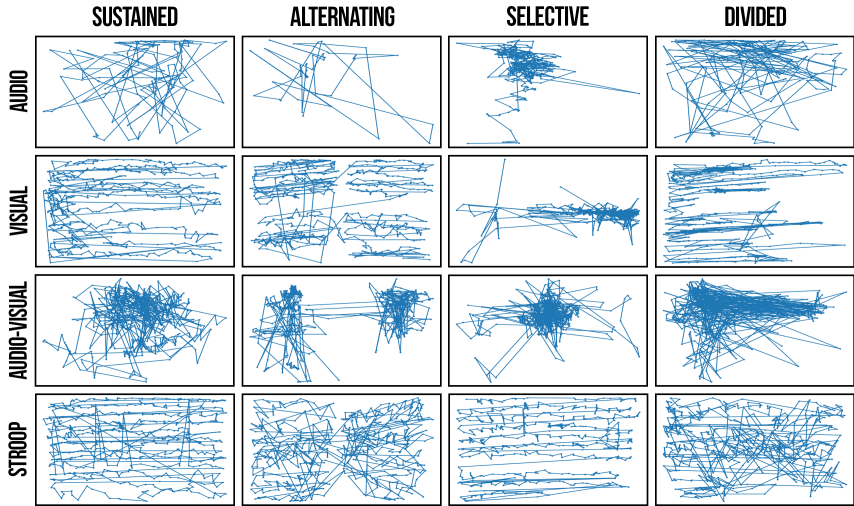 SUSTAINED ALTERNATING SELECTIVE DIVIDED
AUDIO
VISUAL
AUDIO-VISUAL
STROOP